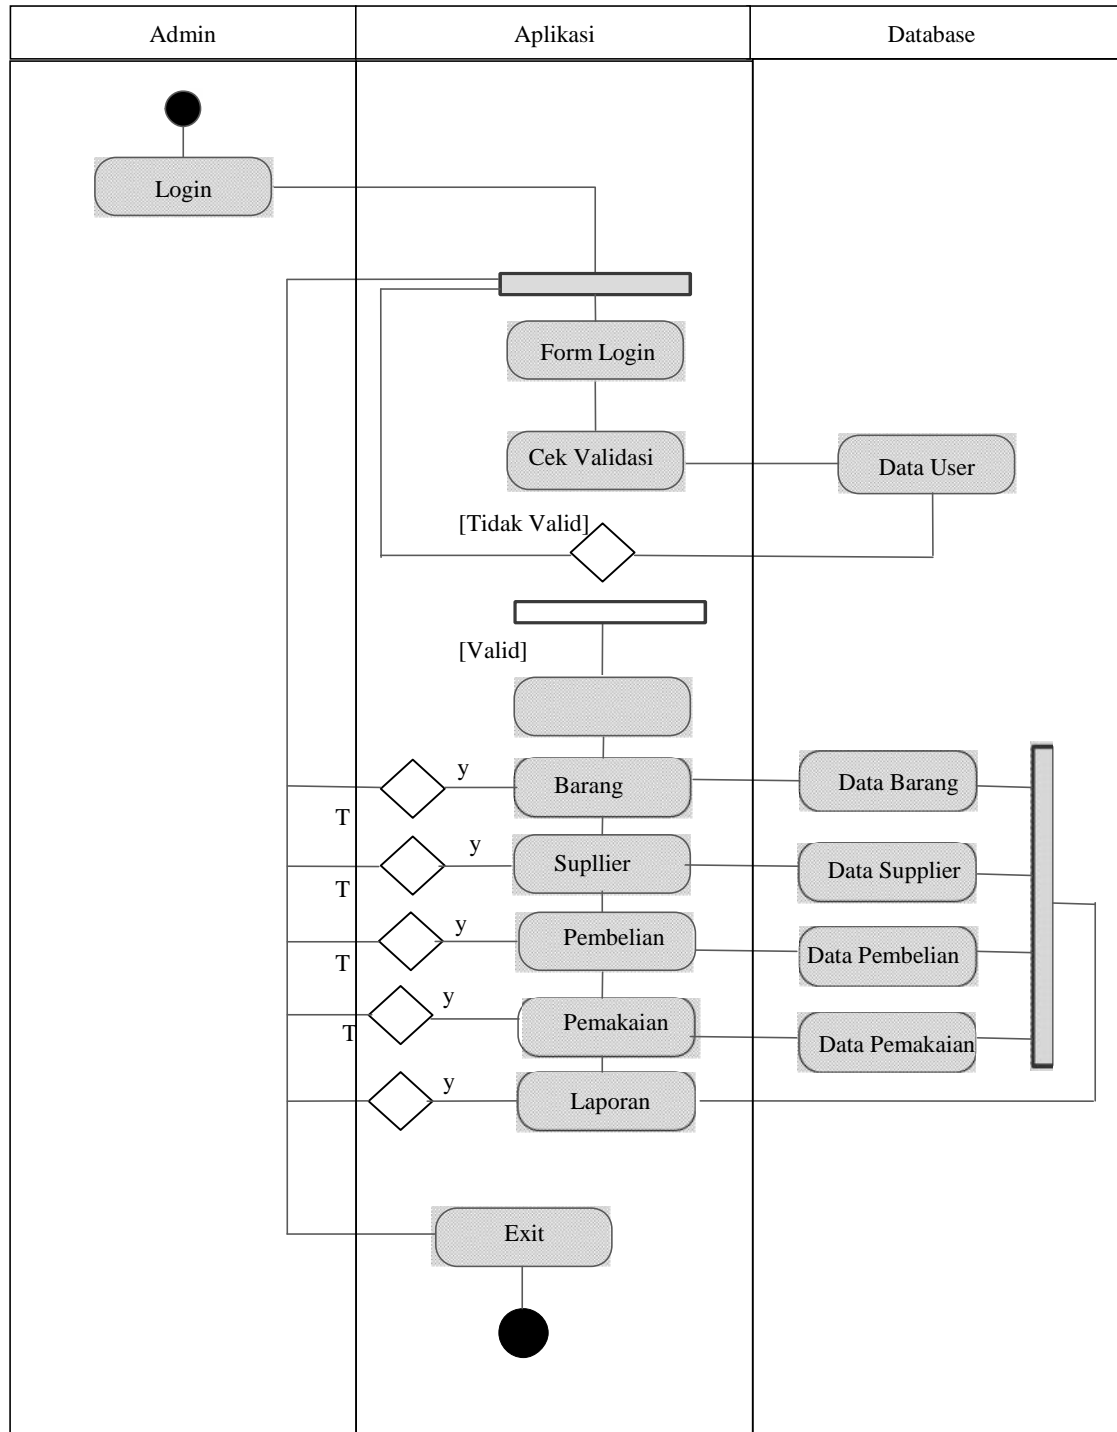 Admin
Aplikasi
Database
Login
Form Login
Cek Validasi
Data User
[Tidak Valid]
[Valid]
y
Barang
Data Barang
T
y
Supllier
Data Supplier
T
y
Pembelian
Data Pembelian
T
y
Pemakaian
Data Pemakaian
T
y
Laporan
Exit